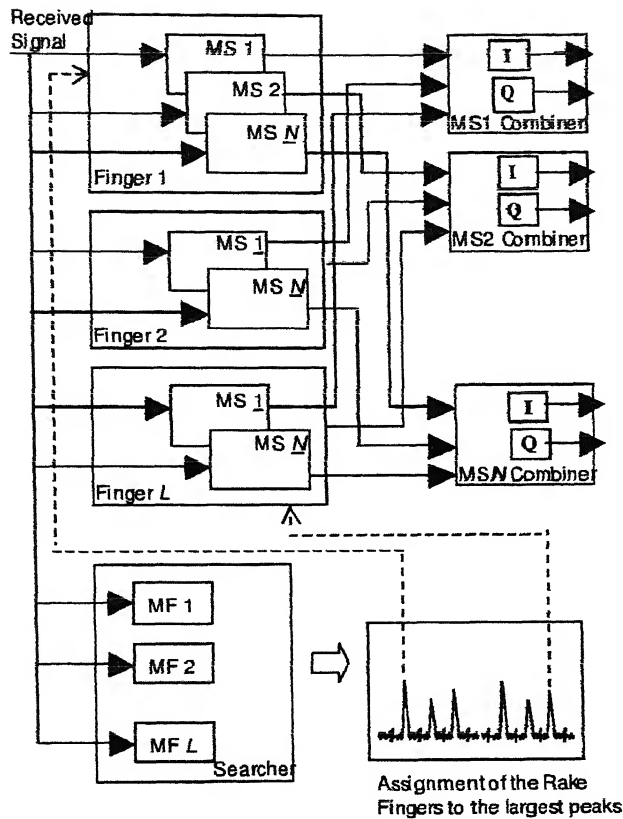 Received
Signal
MS 1
MS 2
MS N
Finger 1
I
Q
MS1 Combiner
I
Q
MS2 Combiner
MS 1
MS N
Finger 2
MS 1
MS N
Finger L
I
Q
MSN Combiner
MF 1
MF 2
MF L
Searcher
Assignment of the Rake
Fingers to the largest peaks